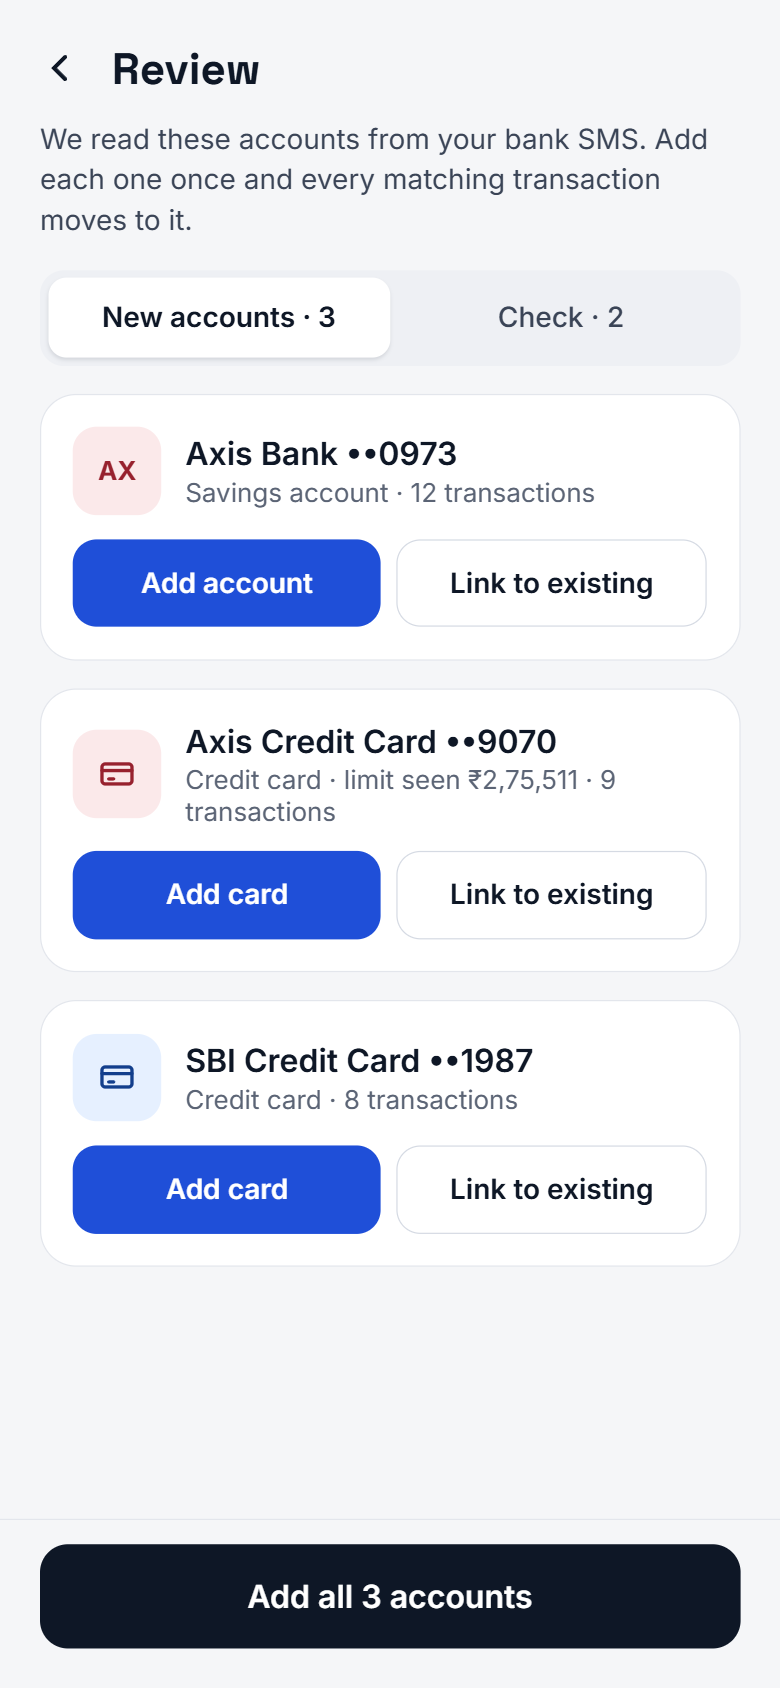 Review
We read these accounts from your bank SMS. Add
each one once and every matching transaction
moves to it.
New accounts · 3
Check · 2
AX
Axis Bank ••0973
Savings account · 12 transactions
Add account
Link to existing
Axis Credit Card ••9070
Credit card · limit seen ₹2,75,511 · 9
transactions
Add card
Link to existing
SBI Credit Card ••1987
Credit card · 8 transactions
Add card
Link to existing
Add all 3 accounts